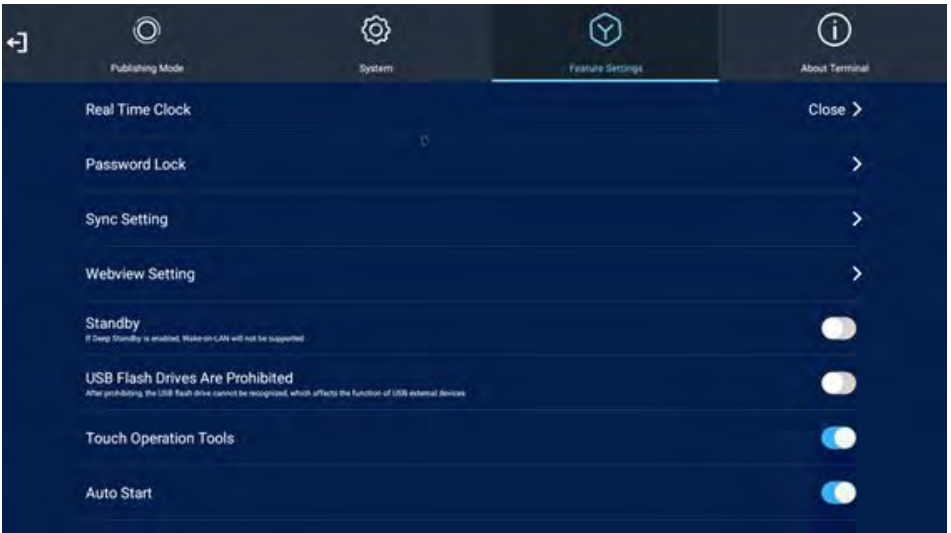 Publishing Mode
System
Feature Settings
About Terminal
Real Time Clock
Close
Password Lock
Sync Setting
Webview Setting
Standby
If Deep Standby is enabled, Wake-on-LAN will not be supported
USB Flash Drives Are Prohibited
After prohibiting, the USB flash drive cannot be recognized, which affects the function of USB external devices
Touch Operation Tools
Auto Start